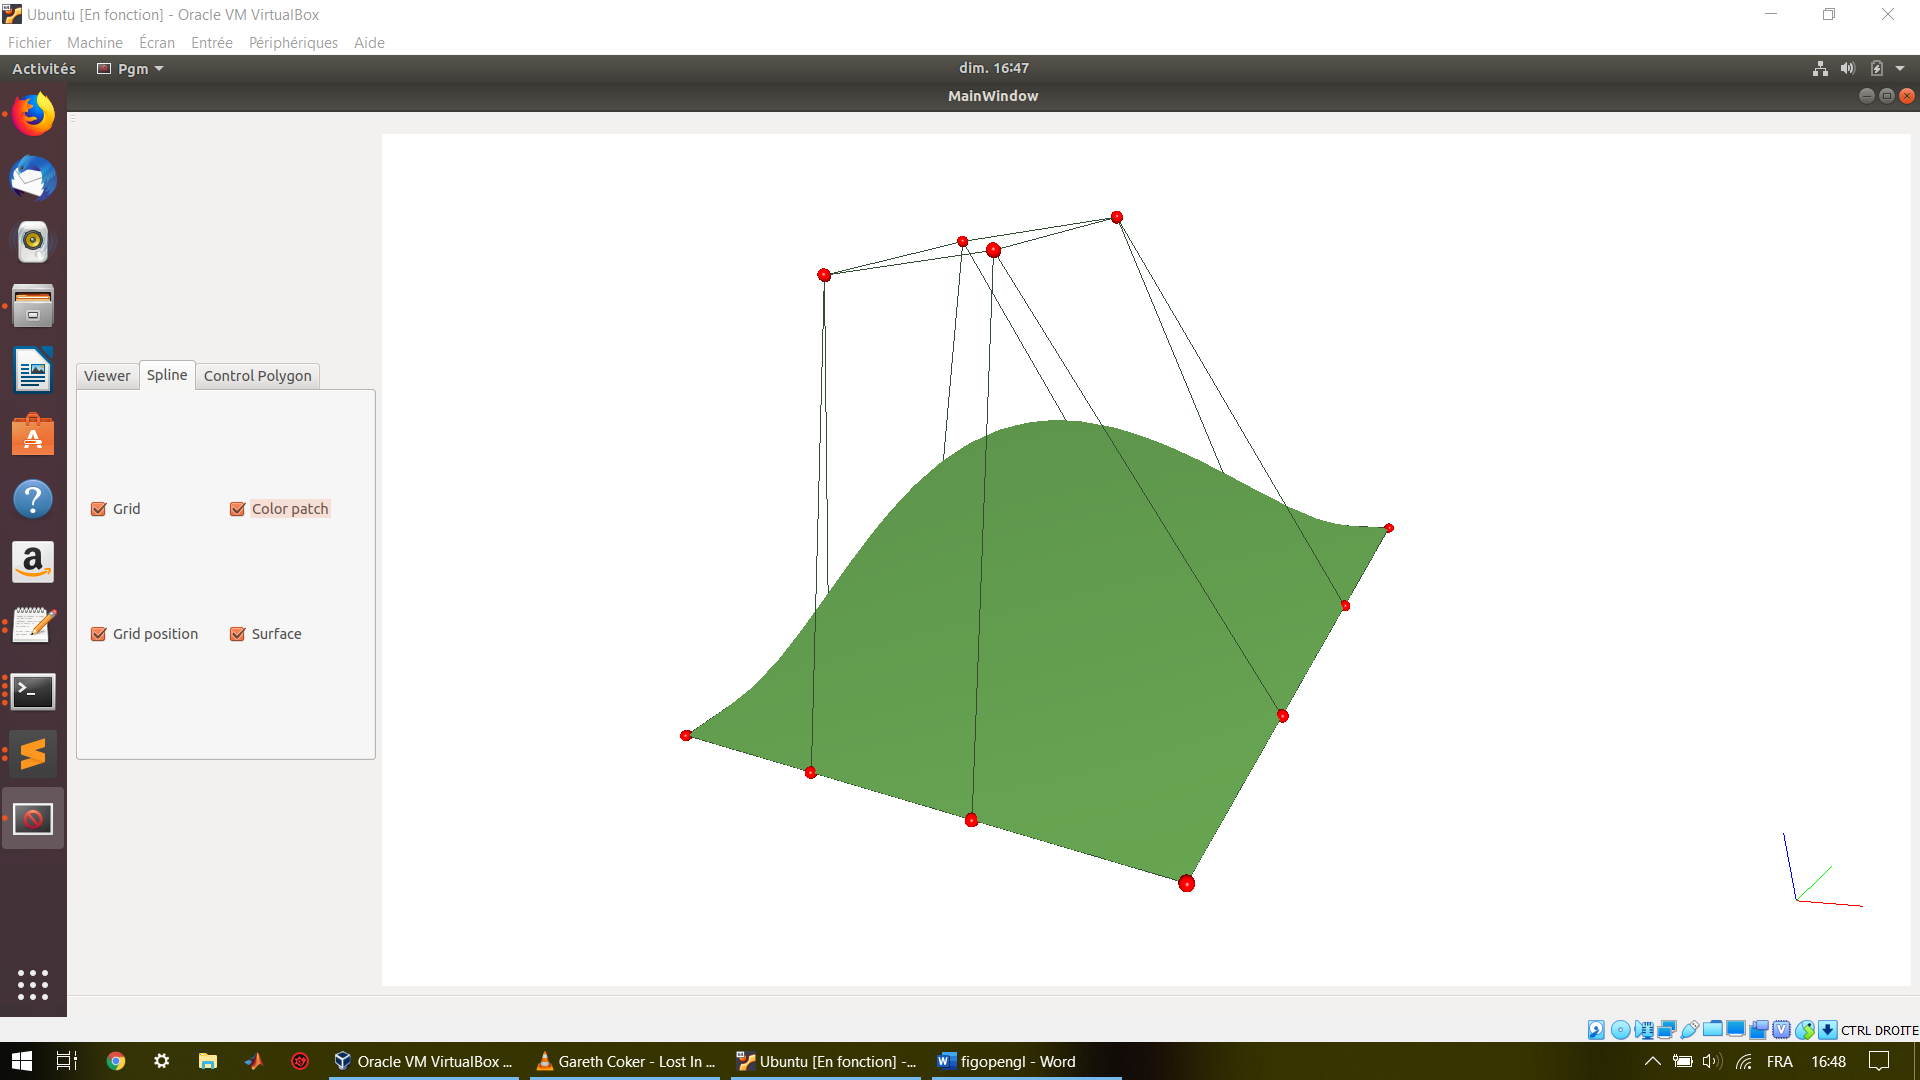 Ubuntu [En fonction] - Oracle VM VirtualBox
Fichier Machine Écran Entrée Périphériques Aide
Activités Pgm dim. 16:47
MainWindow
Viewer Spline Control Polygon
Grid Color patch
Grid position Surface
CTRL DROITE
Oracle VM VirtualBox ... Gareth Coker - Lost In ... Ubuntu [En fonction] -... figopengl - Word FRA 16:48